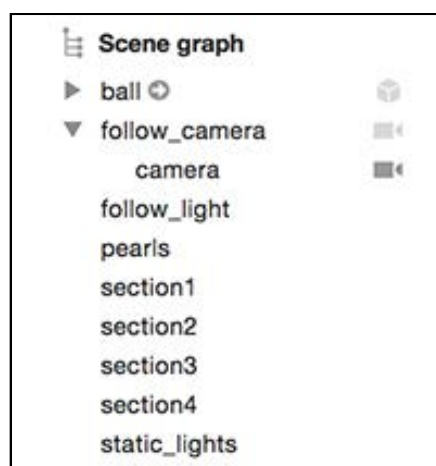 Scene graph
ball
follow_camera
camera
follow_light
pearls
section1
section2
section3
section4
static_lights